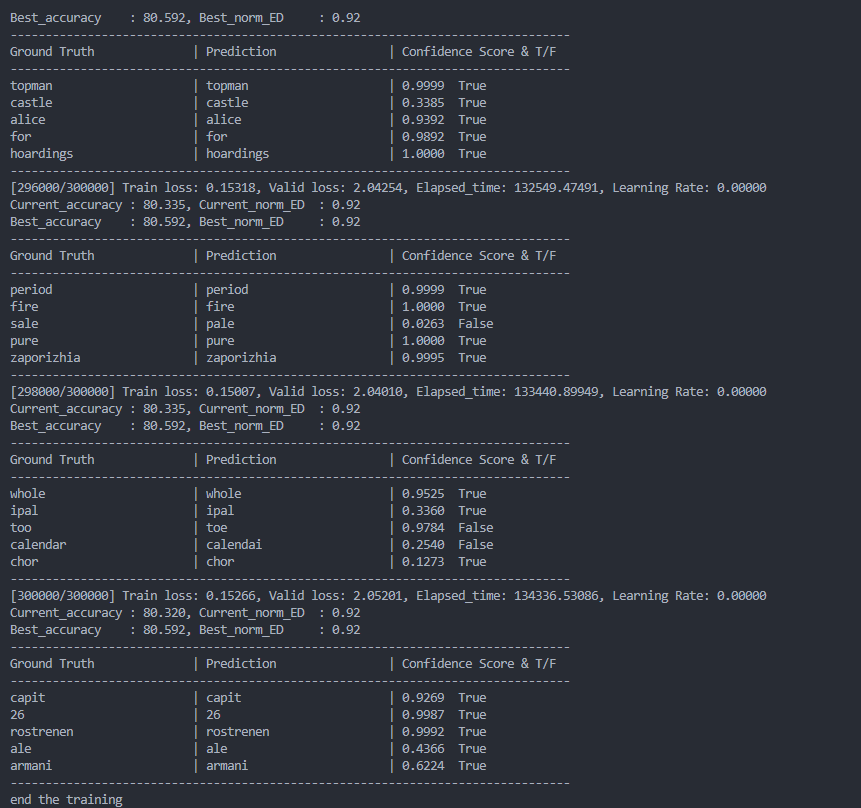 Best_accuracy    : 80.592, Best_norm_ED     : 0.92
--------------------------------------------------------------------------------
Ground Truth              | Prediction                | Confidence Score & T/F
--------------------------------------------------------------------------------
topman                    | topman                    | 0.9999  True
castle                    | castle                    | 0.3385  True
alice                     | alice                     | 0.9392  True
for                       | for                       | 0.9892  True
hoardings                 | hoardings                 | 1.0000  True
--------------------------------------------------------------------------------
[296000/300000] Train loss: 0.15318, Valid loss: 2.04254, Elapsed_time: 132549.47491, Learning Rate: 0.00000
Current_accuracy : 80.335, Current_norm_ED  : 0.92
Best_accuracy    : 80.592, Best_norm_ED     : 0.92
--------------------------------------------------------------------------------
Ground Truth              | Prediction                | Confidence Score & T/F
--------------------------------------------------------------------------------
period                    | period                    | 0.9999  True
fire                      | fire                      | 1.0000  True
sale                      | pale                      | 0.0263  False
pure                      | pure                      | 1.0000  True
zaporizhia                | zaporizhia                | 0.9995  True
--------------------------------------------------------------------------------
[298000/300000] Train loss: 0.15007, Valid loss: 2.04010, Elapsed_time: 133440.89949, Learning Rate: 0.00000
Current_accuracy : 80.335, Current_norm_ED  : 0.92
Best_accuracy    : 80.592, Best_norm_ED     : 0.92
--------------------------------------------------------------------------------
Ground Truth              | Prediction                | Confidence Score & T/F
--------------------------------------------------------------------------------
whole                     | whole                     | 0.9525  True
ipal                      | ipal                      | 0.3360  True
too                       | toe                       | 0.9784  False
calendar                  | calendai                  | 0.2540  False
chor                      | chor                      | 0.1273  True
--------------------------------------------------------------------------------
[300000/300000] Train loss: 0.15266, Valid loss: 2.05201, Elapsed_time: 134336.53086, Learning Rate: 0.00000
Current_accuracy : 80.320, Current_norm_ED  : 0.92
Best_accuracy    : 80.592, Best_norm_ED     : 0.92
--------------------------------------------------------------------------------
Ground Truth              | Prediction                | Confidence Score & T/F
--------------------------------------------------------------------------------
capit                     | capit                     | 0.9269  True
26                        | 26                        | 0.9987  True
rostrenen                 | rostrenen                 | 0.9992  True
ale                       | ale                       | 0.4366  True
armani                    | armani                    | 0.6224  True
--------------------------------------------------------------------------------
end the training